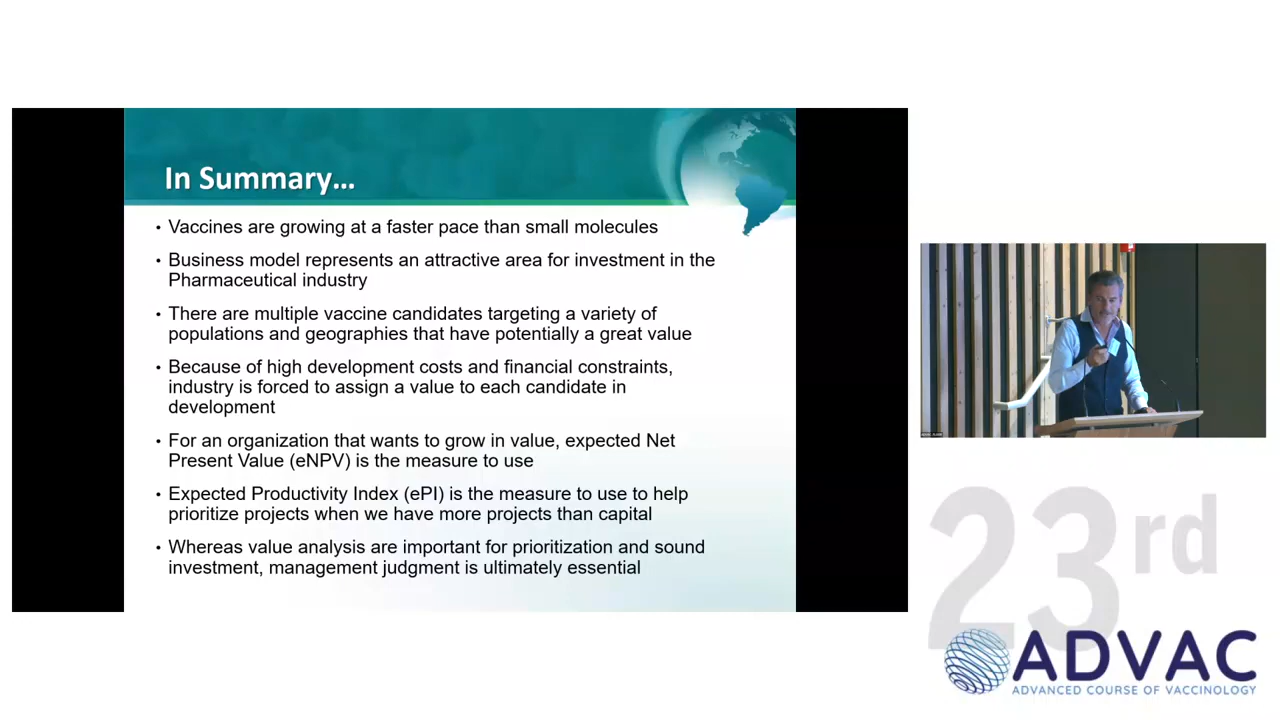 In Summary...
• Vaccines are growing at a faster pace than small molecules
• Business model represents an attractive area for investment in the
Pharmaceutical industry
• There are multiple vaccine candidates targeting a variety of
populations and geographies that have potentially a great value
• Because of high development costs and financial constraints,
industry is forced to assign a value to each candidate in
development
• For an organization that wants to grow in value, expected Net
Present Value (eNPV) is the measure to use
• Expected Productivity Index (ePI) is the measure to use to help
prioritize projects when we have more projects than capital
• Whereas value analysis are important for prioritization and sound
investment, management judgment is ultimately essential
23rd
ADVAC
ADVANCED COURSE OF VACCINOLOGY